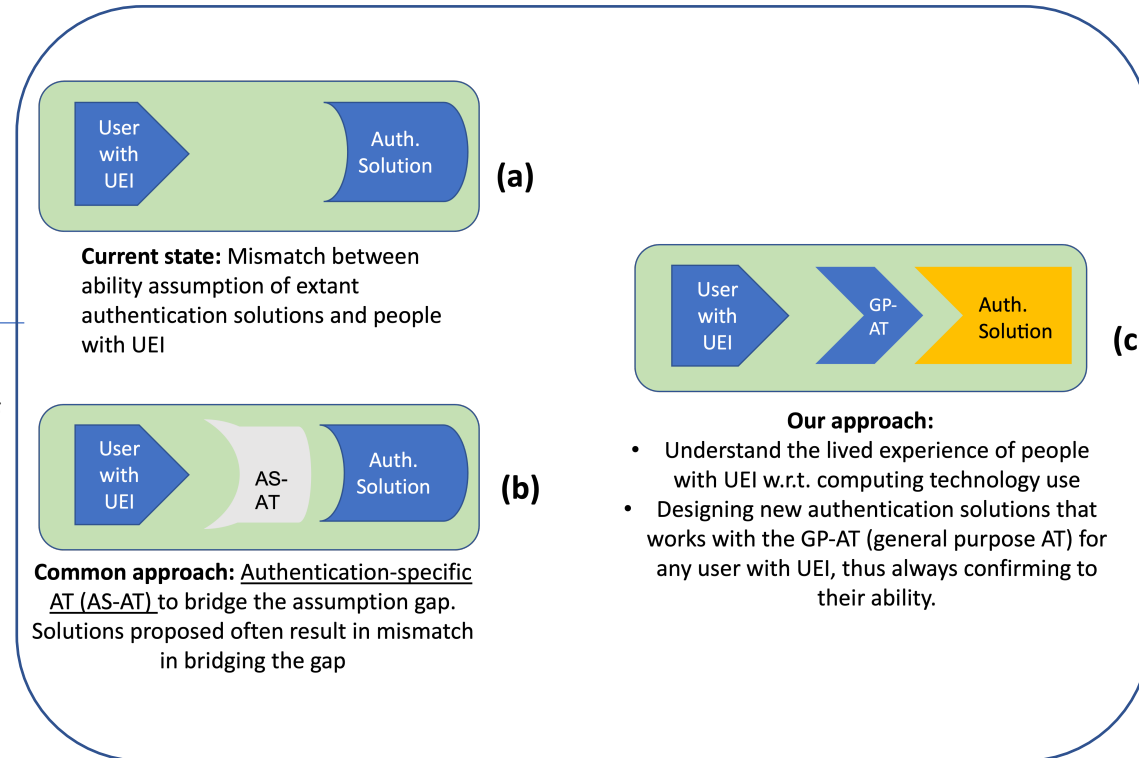 User
with
UEI
Auth.
Solution
(a)
Current state: Mismatch between
ability assumption of extant
authentication solutions and people
with UEI
User
with
UEI
AS-
AT
Auth.
Solution
(b)
Common approach: Authentication-specific
AT (AS-AT) to bridge the assumption gap.
Solutions proposed often result in mismatch
in bridging the gap
User
with
UEI
GP-
AT
Auth.
Solution
(c
Our approach:
• Understand the lived experience of people
with UEI w.r.t. computing technology use
• Designing new authentication solutions that
works with the GP-AT (general purpose AT) for
any user with UEI, thus always confirming to
their ability.